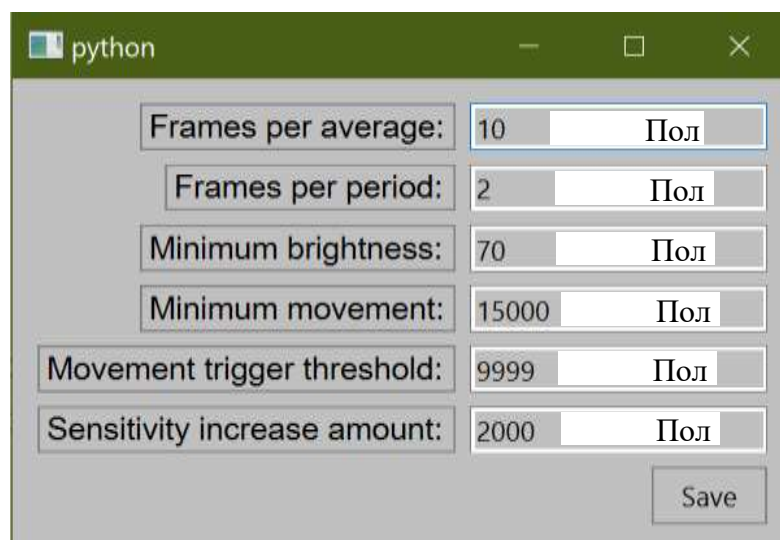 python
Frames per average: 10 Пол
Frames per period: 2 Пол
Minimum brightness: 70 Пол
Minimum movement: 15000 Пол
Movement trigger threshold: 9999 Пол
Sensitivity increase amount: 2000 Пол
Save